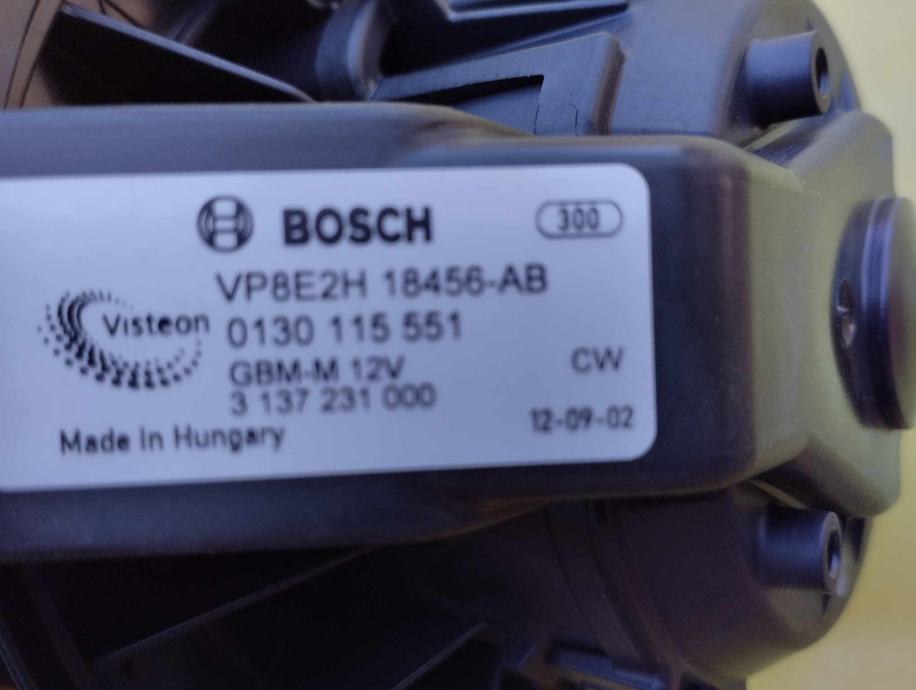 BOSCH 300
VP8E2H 18456-AB
Visteon 0130 115 551
GBM-M 12V CW
3 137 231 000
12-09-02
Made In Hungary